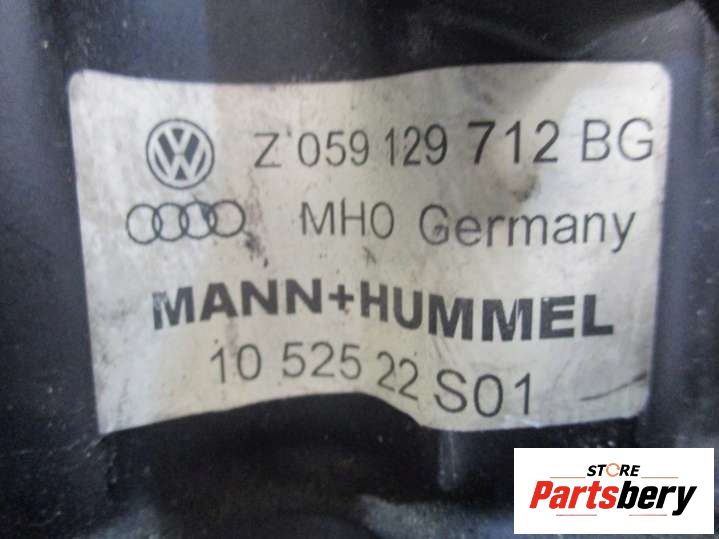 Z 059 129 712 BG
MH0 Germany
MANN+HUMMEL
10 525 22 S01
STORE
Partsbery